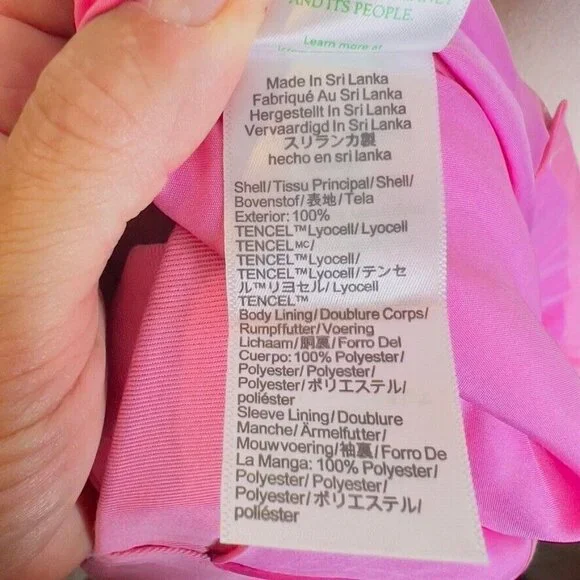 AND ITS PEOPLE.
Learn more at
Made In Sri Lanka
Fabriqué Au Sri Lanka
Hergestellt In Sri Lanka
Vervaardigd In Sri Lanka
スリランカ製
hecho en sri lanka
Shell/Tissu Principal/Shell/
Bovenstof/表地/Tela
Exterior: 100%
TENCEL™Lyocell/Lyocell
TENCELMC/
TENCEL™Lyocell/
TENCEL™Lyocell/テンセ
ル™リヨセル/Lyocell
TENCEL™
Body Lining/Doublure Corps/
Rumpffutter/Voering
Lichaam/胴裏/Forro Del
Cuerpo: 100% Polyester/
Polyester/Polyester/
Polyester/ポリエステル/
poliéster
Sleeve Lining/Doublure
Manche/Ärmelfutter/
Mouwvoering/袖裏/Forro De
La Manga: 100% Polyester/
Polyester/Polyester/
Polyester/ポリエステル/
poliéster